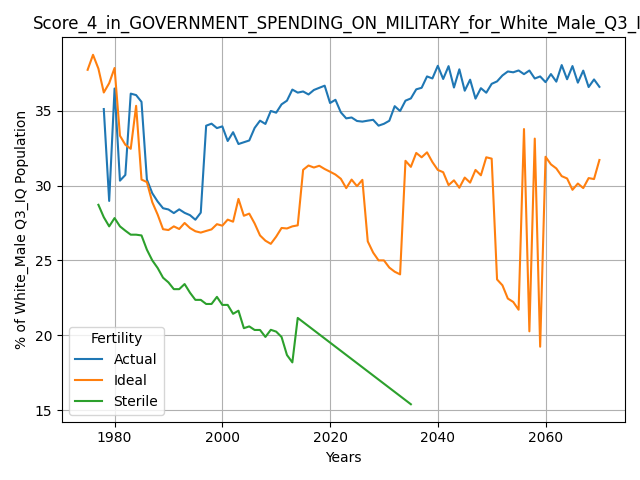 Score_4_in_GOVERNMENT_SPENDING_ON_MILITARY_for_White_Male_Q3_I
% of White_Male Q3_IQ Population
35
30
25
20
15
Fertility
Actual
Ideal
Sterile
1980 2000 2020 2040 2060
Years